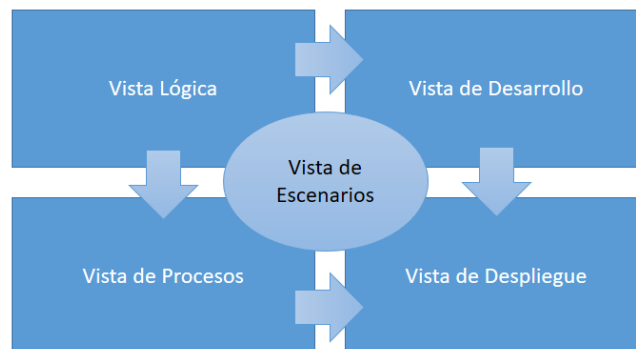 Vista Lógica
Vista de Desarrollo
Vista de
Escenarios
Vista de Procesos
Vista de Despliegue